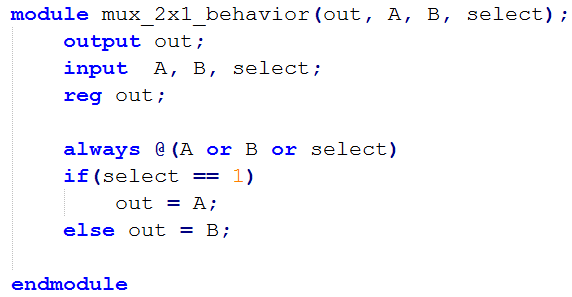 module mux_2x1_behavior(out, A, B, select);
output out;
input  A, B, select;
reg out;
always @(A or B or select)
if(select == 1)
out = A;
else out = B;
endmodule